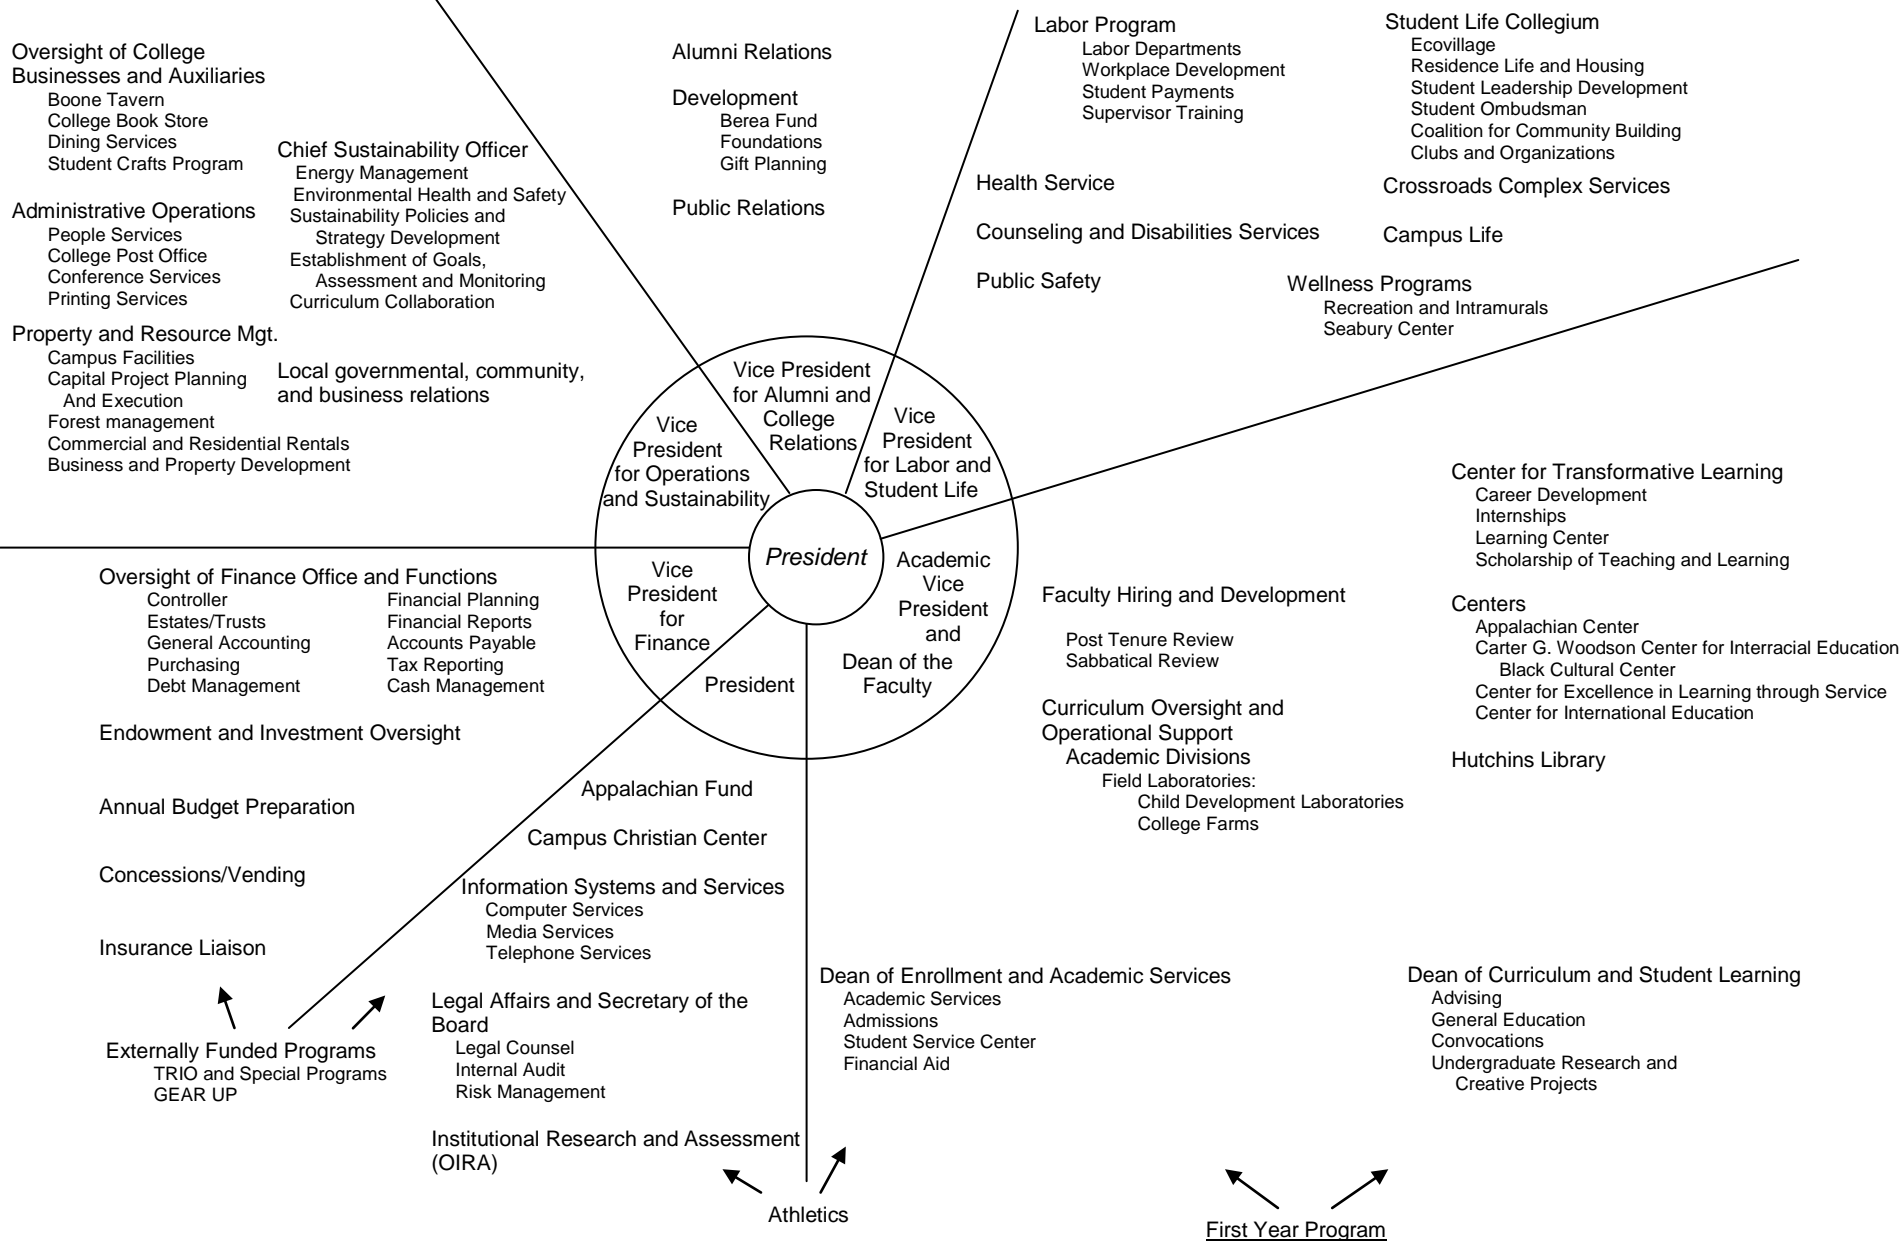 Oversight of College
Businesses and Auxiliaries
Boone Tavern
College Book Store
Dining Services
Student Crafts Program
Administrative Operations
People Services
College Post Office
Conference Services
Printing Services
Property and Resource Mgt.
Campus Facilities
Capital Project Planning
And Execution
Forest management
Commercial and Residential Rentals
Business and Property Development
Chief Sustainability Officer
Energy Management
Environmental Health and Safety
Sustainability Policies and
Strategy Development
Establishment of Goals,
Assessment and Monitoring
Curriculum Collaboration
Local governmental, community,
and business relations
Alumni Relations
Development
Berea Fund
Foundations
Gift Planning
Public Relations
Labor Program
Labor Departments
Workplace Development
Student Payments
Supervisor Training
Health Service
Counseling and Disabilities Services
Public Safety
Student Life Collegium
Ecovillage
Residence Life and Housing
Student Leadership Development
Student Ombudsman
Coalition for Community Building
Clubs and Organizations
Crossroads Complex Services
Campus Life
Wellness Programs
Recreation and Intramurals
Seabury Center
Vice
President
for Operations
and Sustainability
Vice President
for Alumni and
College
Relations
Vice
President
for Labor and
Student Life
President
Vice
President
for
Finance
President
Academic
Vice
President
and
Dean of the
Faculty
Oversight of Finance Office and Functions
Controller
Estates/Trusts
General Accounting
Purchasing
Debt Management
Financial Planning
Financial Reports
Accounts Payable
Tax Reporting
Cash Management
Endowment and Investment Oversight
Annual Budget Preparation
Concessions/Vending
Insurance Liaison
Externally Funded Programs
TRIO and Special Programs
GEAR UP
Appalachian Fund
Campus Christian Center
Information Systems and Services
Computer Services
Media Services
Telephone Services
Legal Affairs and Secretary of the
Board
Legal Counsel
Internal Audit
Risk Management
Institutional Research and Assessment
(OIRA)
Athletics
Faculty Hiring and Development
Post Tenure Review
Sabbatical Review
Curriculum Oversight and
Operational Support
Academic Divisions
Field Laboratories:
Child Development Laboratories
College Farms
Center for Transformative Learning
Career Development
Internships
Learning Center
Scholarship of Teaching and Learning
Centers
Appalachian Center
Carter G. Woodson Center for Interracial Education
Black Cultural Center
Center for Excellence in Learning through Service
Center for International Education
Hutchins Library
Dean of Enrollment and Academic Services
Academic Services
Admissions
Student Service Center
Financial Aid
Dean of Curriculum and Student Learning
Advising
General Education
Convocations
Undergraduate Research and
Creative Projects
First Year Program